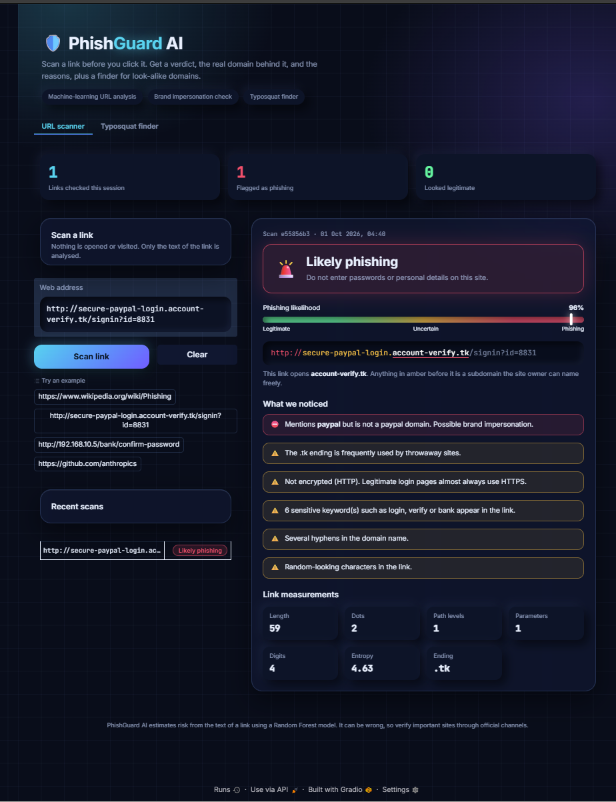 PhishGuard AI
Scan a link before you click it. Get a verdict, the real domain behind it, and the
reasons, plus a finder for look-alike domains.
Machine-learning URL analysis
Brand impersonation check
Typosquat finder
URL scanner
Typosquat finder
1
Links checked this session
1
Flagged as phishing
0
Looked legitimate
Scan a link
Nothing is opened or visited. Only the text of the link is
analysed.
Web address
http://secure-paypal-login.account-
verify.tk/signin?id=8831
Scan link
Clear
Try an example
https://www.wikipedia.org/wiki/Phishing
http://secure-paypal-login.account-verify.tk/signin?
id=8831
http://192.168.10.5/bank/confirm-password
https://github.com/anthropics
Recent scans
http://secure-paypal-login.ac…
Likely phishing
Scan e55056b3 · 01 Oct 2026, 04:48
Likely phishing
Do not enter passwords or personal details on this site.
Phishing likelihood
96%
Legitimate
Uncertain
Phishing
http://secure-paypal-login.account-verify.tk/signin?id=8831
This link opens account-verify.tk. Anything in amber before it is a subdomain the site owner can name
freely.
What we noticed
Mentions paypal but is not a paypal domain. Possible brand impersonation.
The .tk ending is frequently used by throwaway sites.
Not encrypted (HTTP). Legitimate login pages almost always use HTTPS.
6 sensitive keyword(s) such as login, verify or bank appear in the link.
Several hyphens in the domain name.
Random-looking characters in the link.
Link measurements
Length
59
Dots
2
Path levels
1
Parameters
1
Digits
4
Entropy
4.63
Ending
.tk
PhishGuard AI estimates risk from the text of a link using a Random Forest model. It can be wrong, so verify important sites through official channels.
Runs · Use via API · Built with Gradio · Settings